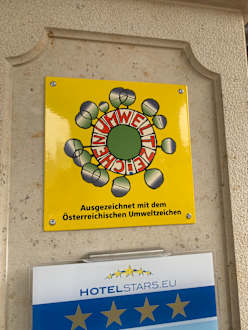 UMWELTZEICHEN
Ausgezeichnet mit dem
Österreichischen Umweltzeichen
HOTELSTARS.EU